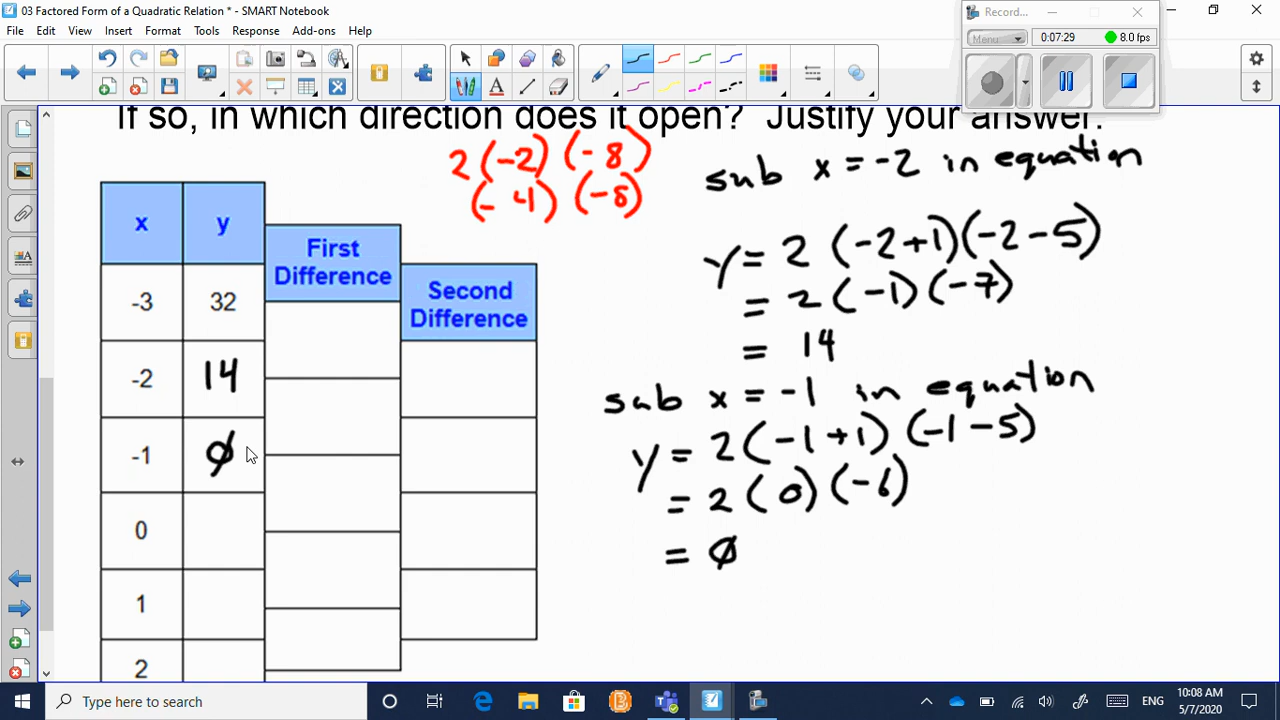 03 Factored Form of a Quadratic Relation * - SMART Notebook
Record...
File Edit View Insert Format Tools Response Add-ons Help
Menu
0:07:29
8.0 fps
If so, in which direction does it open? Justify your answer.
2 (-2) (-8)
(-4) (-8)
x y
First Difference
Second Difference
-3 32
-2 14
-1 Ø
0
1
2
sub x = -2 in equation
y = 2 (-2+1)(-2-5)
= 2 (-1) (-7)
= 14
sub x = -1 in equation
y = 2 (-1+1) (-1-5)
= 2 (0) (-6)
= Ø
Type here to search
ENG
10:08 AM
5/7/2020